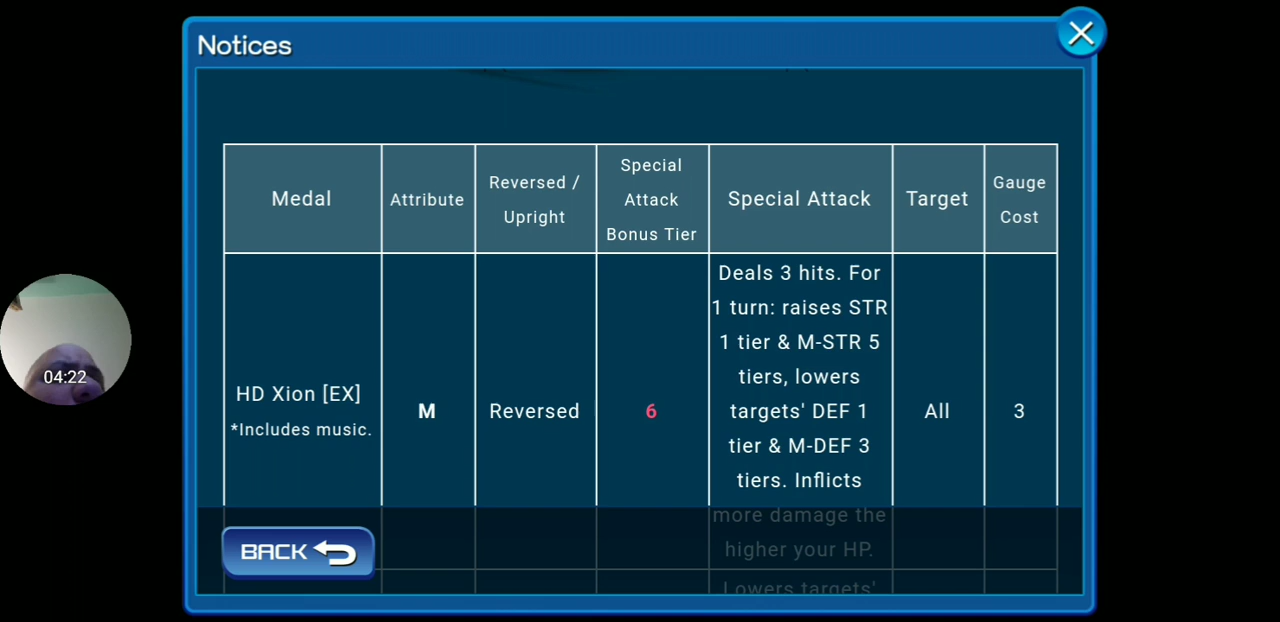 Notices
Medal
Attribute
Reversed /
Upright
Special
Attack
Bonus Tier
Special Attack
Target
Gauge
Cost
HD Xion [EX]
*Includes music.
M
Reversed
6
Deals 3 hits. For
1 turn: raises STR
1 tier & M-STR 5
tiers, lowers
targets' DEF 1
tier & M-DEF 3
tiers. Inflicts
more damage the
higher your HP.
All
3
Lowers targets'
BACK
04:22